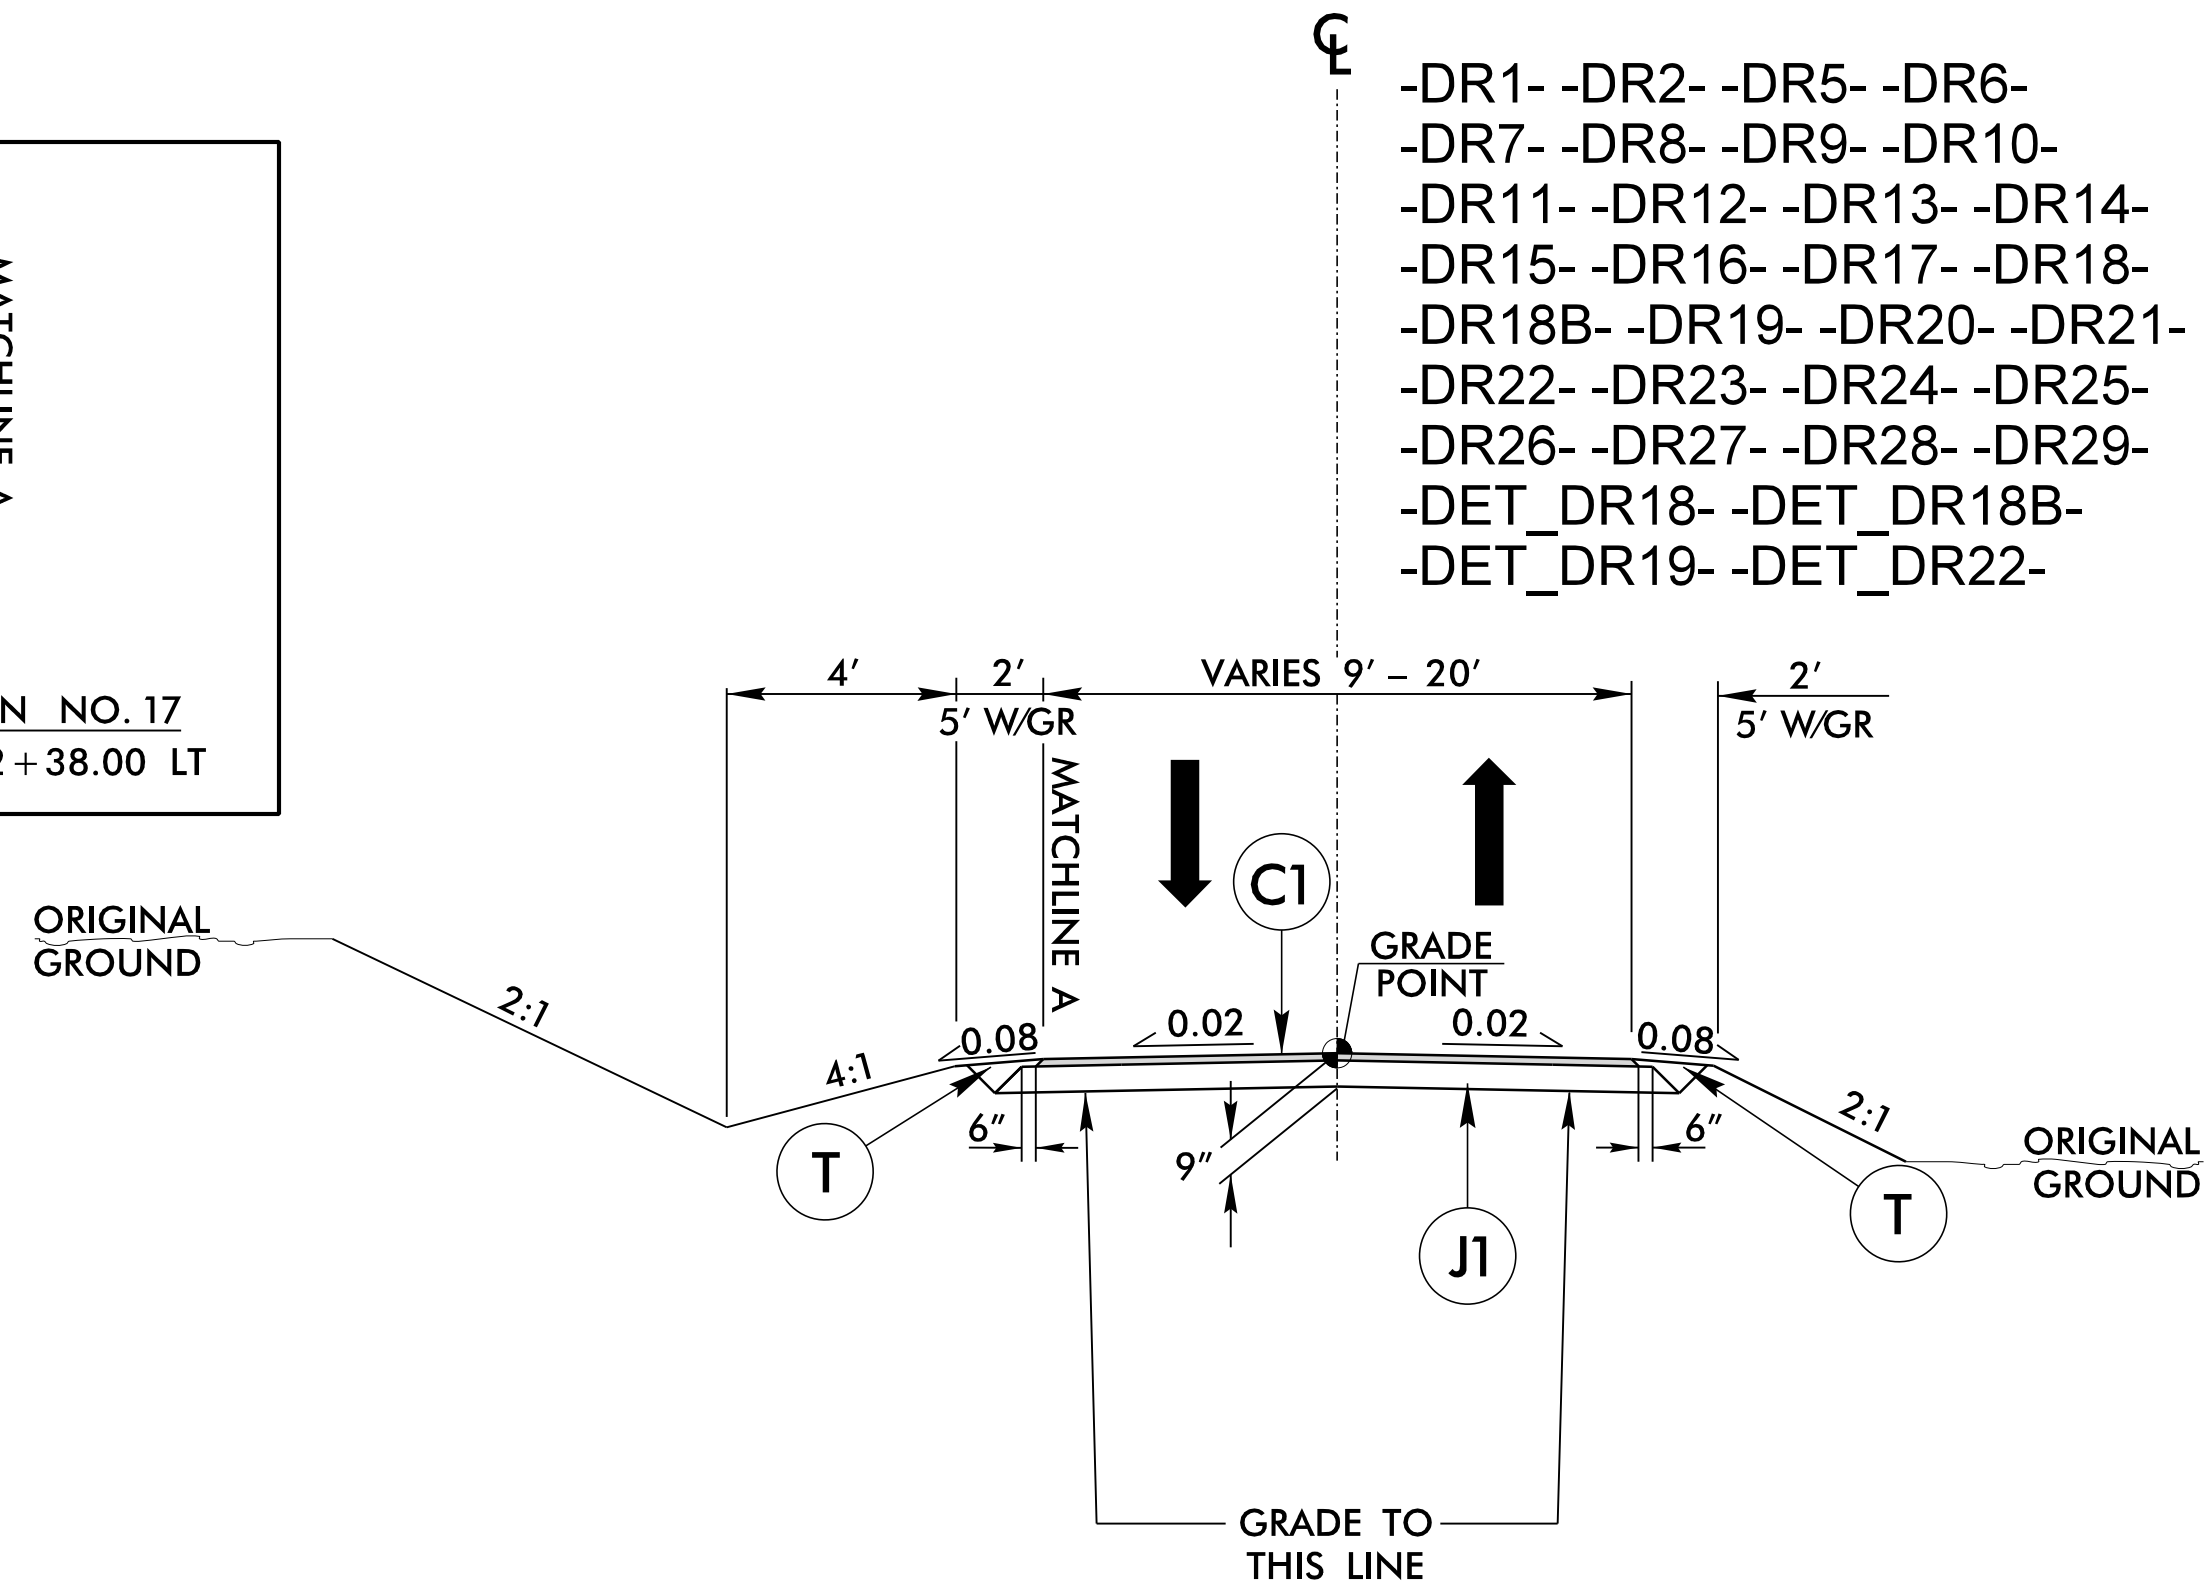 ℄
-DR1- -DR2- -DR5- -DR6-
-DR7- -DR8- -DR9- -DR10-
-DR11- -DR12- -DR13- -DR14-
-DR15- -DR16- -DR17- -DR18-
-DR18B- -DR19- -DR20- -DR21-
-DR22- -DR23- -DR24- -DR25-
-DR26- -DR27- -DR28- -DR29-
-DET_DR18- -DET_DR18B-
-DET_DR19- -DET_DR22-
MATCHLINE A
NO. 17
+38.00 LT
4' 2' VARIES 9' – 20' 2'
5' W/GR 5' W/GR
MATCHLINE A
C1
ORIGINAL
GROUND
GRADE
POINT
2:1
4:1
0.08 0.02 0.02 0.08
2:1
6" 9" 6"
T
J1
T
ORIGINAL
GROUND
GRADE TO
THIS LINE